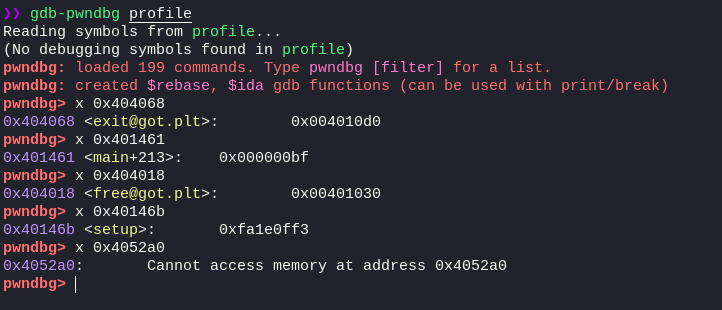 ❯❯ gdb-pwndbg profile
Reading symbols from profile...
(No debugging symbols found in profile)
pwndbg: loaded 199 commands. Type pwndbg [filter] for a list.
pwndbg: created $rebase, $ida gdb functions (can be used with print/break)
pwndbg> x 0x404068
0x404068 <exit@got.plt>:        0x004010d0
pwndbg> x 0x401461
0x401461 <main+213>:    0x000000bf
pwndbg> x 0x404018
0x404018 <free@got.plt>:        0x00401030
pwndbg> x 0x40146b
0x40146b <setup>:       0xfa1e0ff3
pwndbg> x 0x4052a0
0x4052a0:       Cannot access memory at address 0x4052a0
pwndbg>